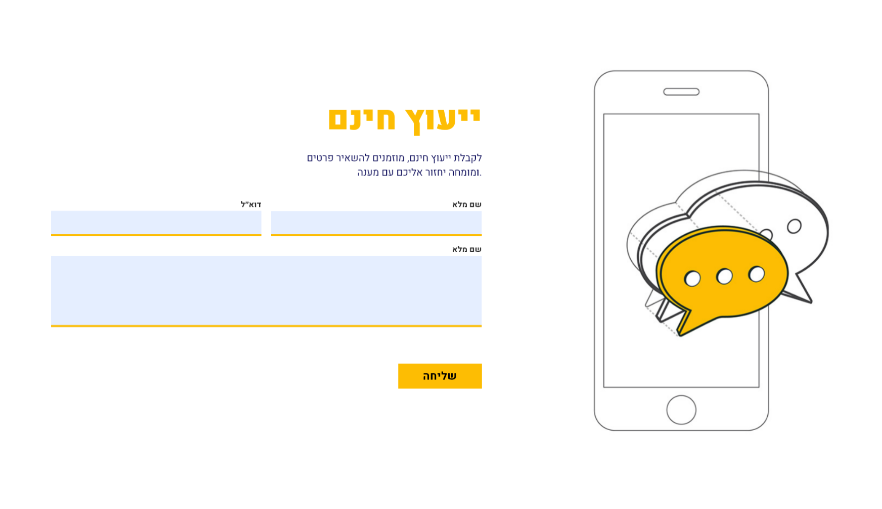 ייעוץ חינם
לקבלת ייעוץ חינם, מוזמנים להשאיר פרטים
ומומחה יחזור אליכם עם מענה.
שם מלא
דוא״ל
שם מלא
שליחה